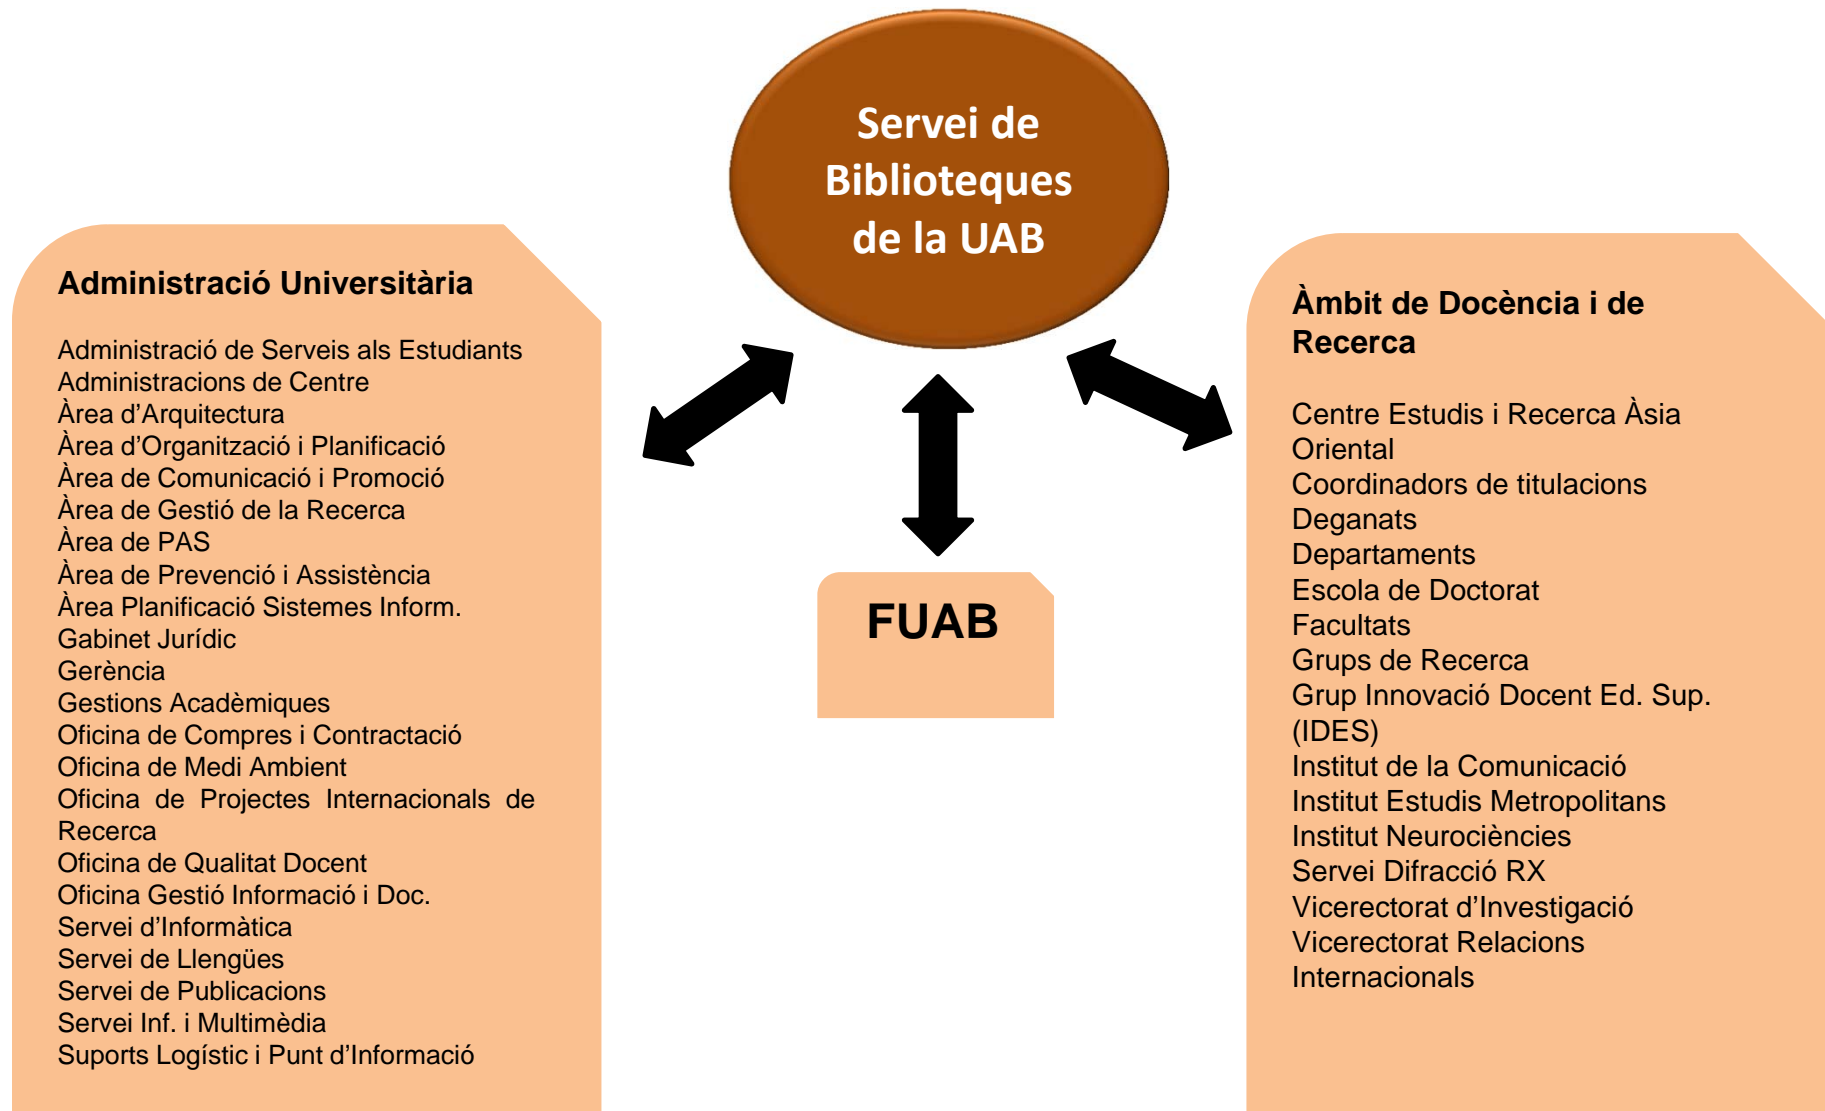 Servei de
Biblioteques
de la UAB
Administració Universitària
Administració de Serveis als Estudiants
Administracions de Centre
Àrea d’Arquitectura
Àrea d’Organització i Planificació
Àrea de Comunicació i Promoció
Àrea de Gestió de la Recerca
Àrea de PAS
Àrea de Prevenció i Assistència
Àrea Planificació Sistemes Inform.
Gabinet Jurídic
Gerència
Gestions Acadèmiques
Oficina de Compres i Contractació
Oficina de Medi Ambient
Oficina de Projectes Internacionals de
Recerca
Oficina de Qualitat Docent
Oficina Gestió Informació i Doc.
Servei d’Informàtica
Servei de Llengües
Servei de Publicacions
Servei Inf. i Multimèdia
Suports Logístic i Punt d’Informació
FUAB
Àmbit de Docència i de
Recerca
Centre Estudis i Recerca Àsia
Oriental
Coordinadors de titulacions
Deganats
Departaments
Escola de Doctorat
Facultats
Grups de Recerca
Grup Innovació Docent Ed. Sup.
(IDES)
Institut de la Comunicació
Institut Estudis Metropolitans
Institut Neurociències
Servei Difracció RX
Vicerectorat d’Investigació
Vicerectorat Relacions
Internacionals